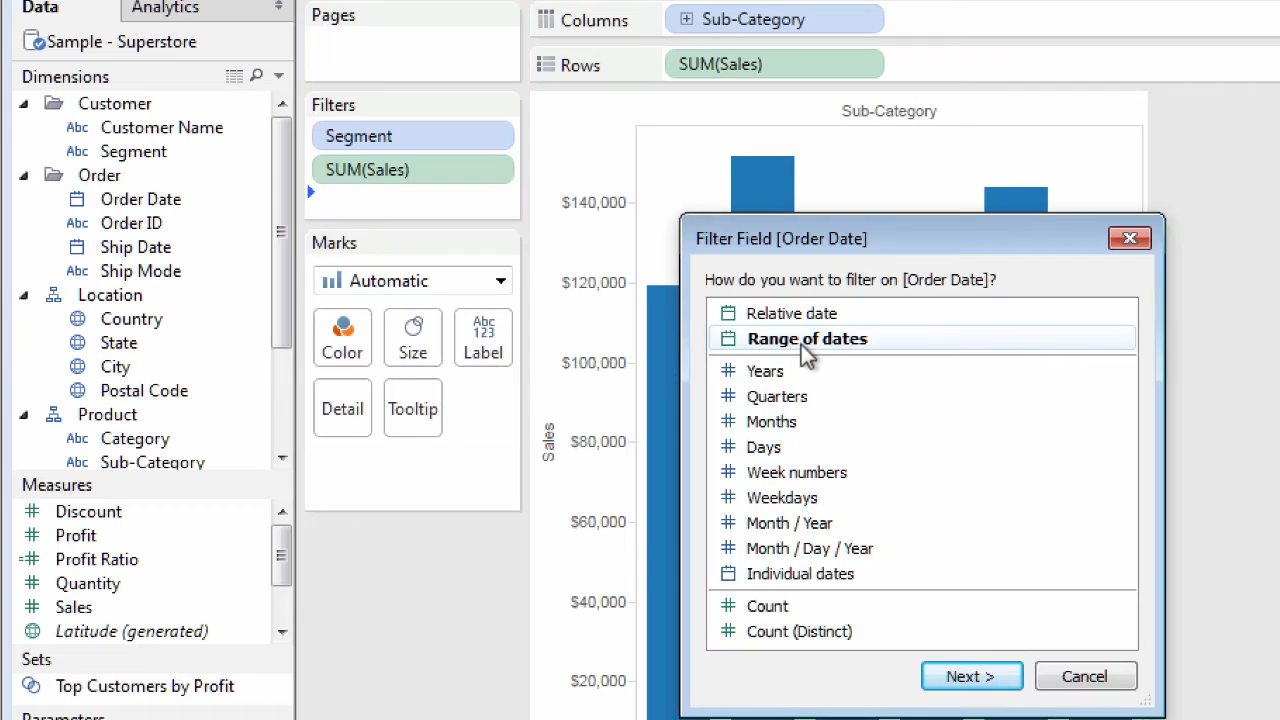 Data
Analytics
Sample - Superstore
Dimensions
Customer
Abc Customer Name
Abc Segment
Order
Order Date
Abc Order ID
Ship Date
Abc Ship Mode
Location
Country
State
City
Postal Code
Product
Abc Category
Abc Sub-Category
Measures
Discount
Profit
Profit Ratio
Quantity
Sales
Latitude (generated)
Sets
Top Customers by Profit
Parameters
Pages
Filters
Segment
SUM(Sales)
Marks
Automatic
Color
Size
Abc
123
Label
Detail
Tooltip
Columns
Sub-Category
Rows
SUM(Sales)
Sub-Category
Sales
$140,000
$120,000
$100,000
$80,000
$60,000
$40,000
$20,000
Filter Field [Order Date]
How do you want to filter on [Order Date]?
Relative date
Range of dates
Years
Quarters
Months
Days
Week numbers
Weekdays
Month / Year
Month / Day / Year
Individual dates
Count
Count (Distinct)
Next >
Cancel